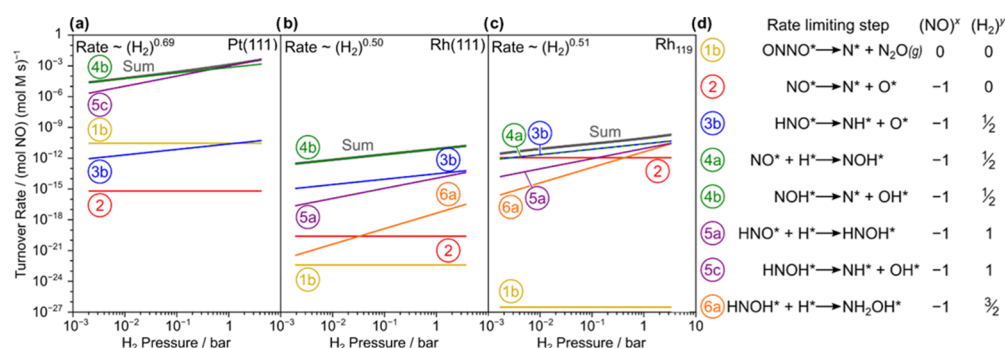 (a)
Rate ~ (H₂)^0.69 Pt(111)
4b
Sum
5c
1b
3b
2
(b)
Rate ~ (H₂)^0.50 Rh(111)
4b
Sum
3b
5a
6a
2
1b
(c)
Rate ~ (H₂)^0.51 Rh₁₁₉
Sum
4a
3b
2
5a
6a
1b
Turnover Rate / (mol NO) (mol M s)⁻¹
10⁻³
10⁻⁶
10⁻⁹
10⁻¹²
10⁻¹⁵
10⁻¹⁸
10⁻²¹
10⁻²⁴
10⁻²⁷
10⁻³ 10⁻² 10⁻¹ 1 10⁻³ 10⁻² 10⁻¹ 1 10⁻³ 10⁻² 10⁻¹ 1 10
H₂ Pressure / bar H₂ Pressure / bar H₂ Pressure / bar
(d) Rate limiting step (NO)ˣ (H₂)ʸ
1b ONNO*→N* + N₂O(g) 0 0
2 NO*→N* + O* −1 0
3b HNO*→NH* + O* −1 ½
4a NO* + H*→NOH* −1 ½
4b NOH*→N* + OH* −1 ½
5a HNO* + H*→HNOH* −1 1
5c HNOH*→NH* + OH* −1 1
6a HNOH* + H*→NH₂OH* −1 3⁄2